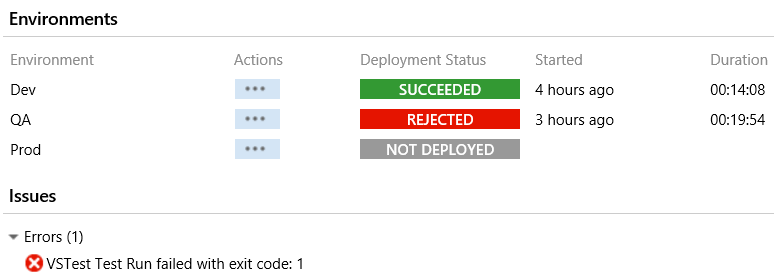 Environments
Environment Actions Deployment Status Started Duration
Dev ••• SUCCEEDED 4 hours ago 00:14:08
QA ••• REJECTED 3 hours ago 00:19:54
Prod ••• NOT DEPLOYED
Issues
Errors (1)
VSTest Test Run failed with exit code: 1